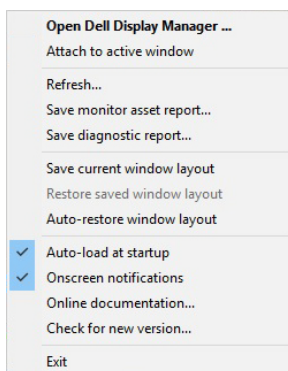 Open Dell Display Manager ...
Attach to active window
Refresh...
Save monitor asset report...
Save diagnostic report...
Save current window layout
Restore saved window layout
Auto-restore window layout
Auto-load at startup
Onscreen notifications
Online documentation...
Check for new version...
Exit